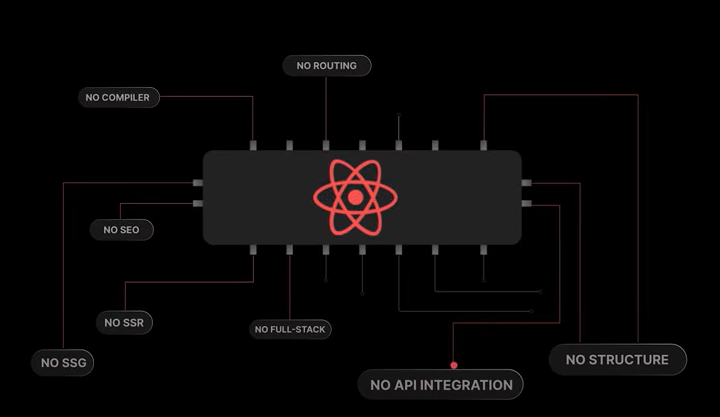 NO ROUTING
NO COMPILER
NO SEO
NO SSR
NO FULL-STACK
NO SSG
NO STRUCTURE
NO API INTEGRATION